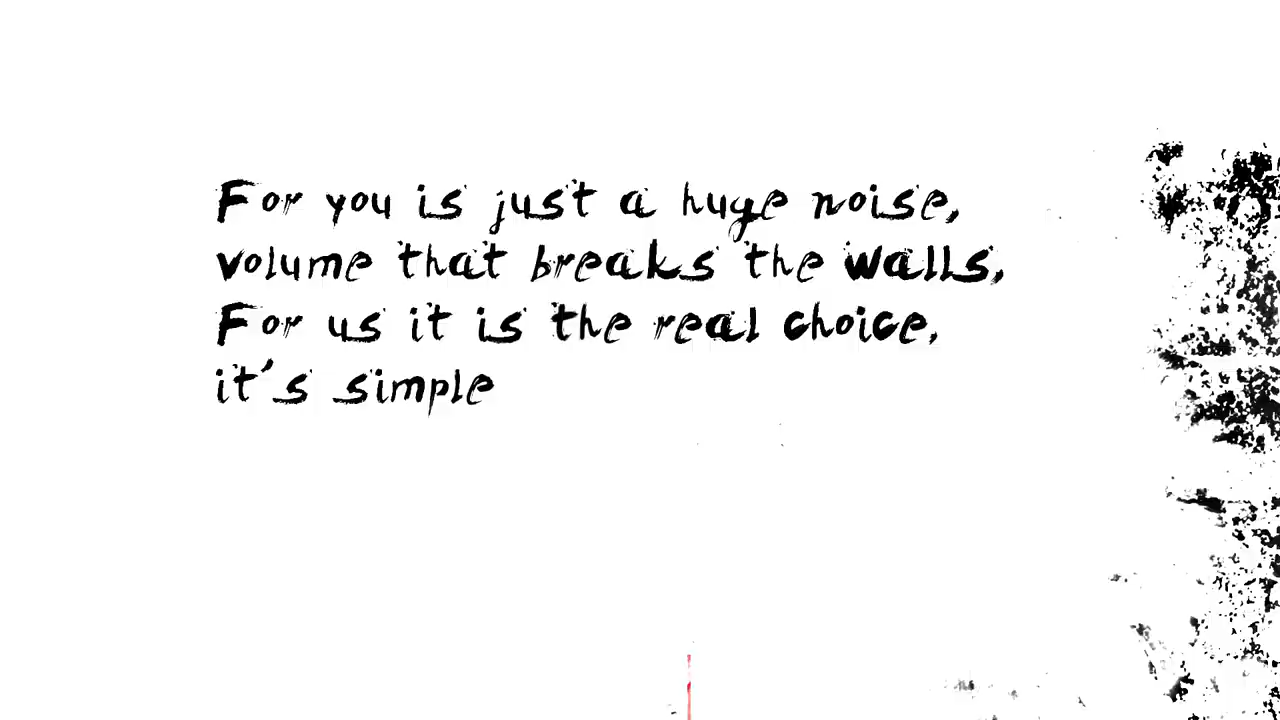 For you is just a huge noise,
volume that breaks the walls,
For us it is the real choice,
it's simple